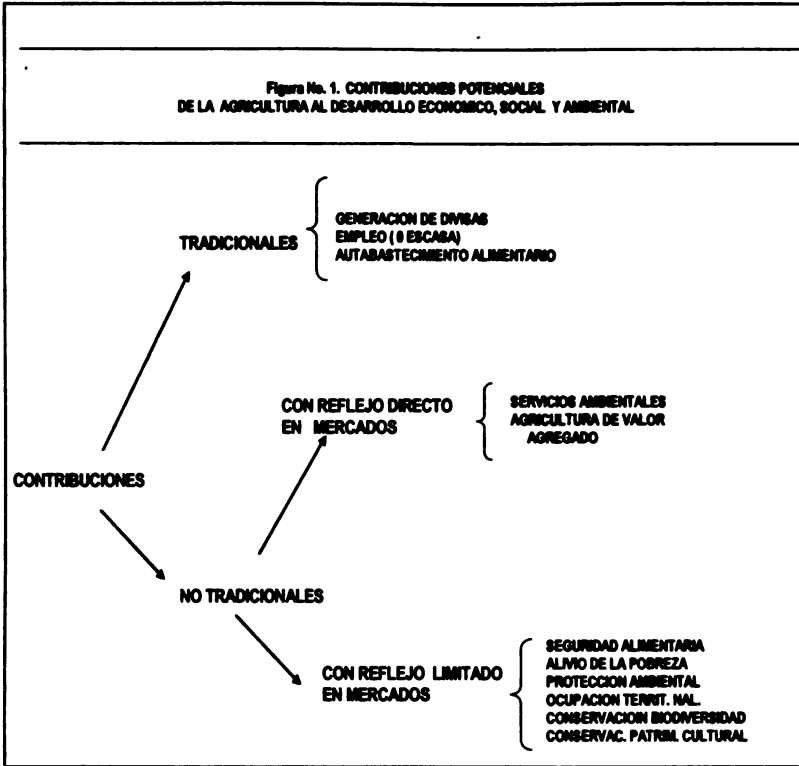 Figura No. 1. CONTRIBUCIONES POTENCIALES
DE LA AGRICULTURA AL DESARROLLO ECONOMICO, SOCIAL Y AMBIENTAL
TRADICIONALES
GENERACION DE DIVISAS
EMPLEO ( 0 ESCASA)
AUTABASTECIMIENTO ALIMENTARIO
CON REFLEJO DIRECTO
EN MERCADOS
SERVICIOS AMBIENTALES
AGRICULTURA DE VALOR
AGREGADO
CONTRIBUCIONES
NO TRADICIONALES
CON REFLEJO LIMITADO
EN MERCADOS
SEGURIDAD ALIMENTARIA
ALIVIO DE LA POBREZA
PROTECCION AMBIENTAL
OCUPACION TERRIT. NAL.
CONSERVACIOIN BIODIVERSIDAD
CONSERVAC. PATRIM. CULTURAL